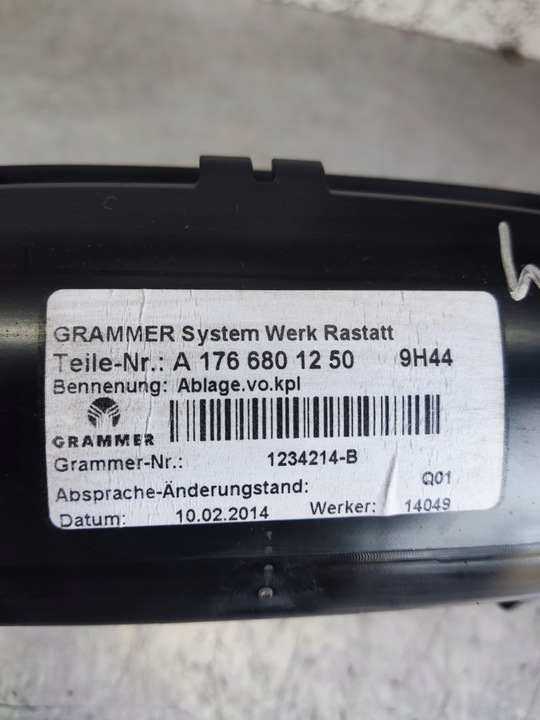 GRAMMER System Werk Rastatt
Teile-Nr.: A 176 680 12 50 9H44
Bennenung: Ablage.vo.kpl
GRAMMER
Grammer-Nr.: 1234214-B
Absprache-Änderungstand: Q01
Datum: 10.02.2014 Werker: 14049